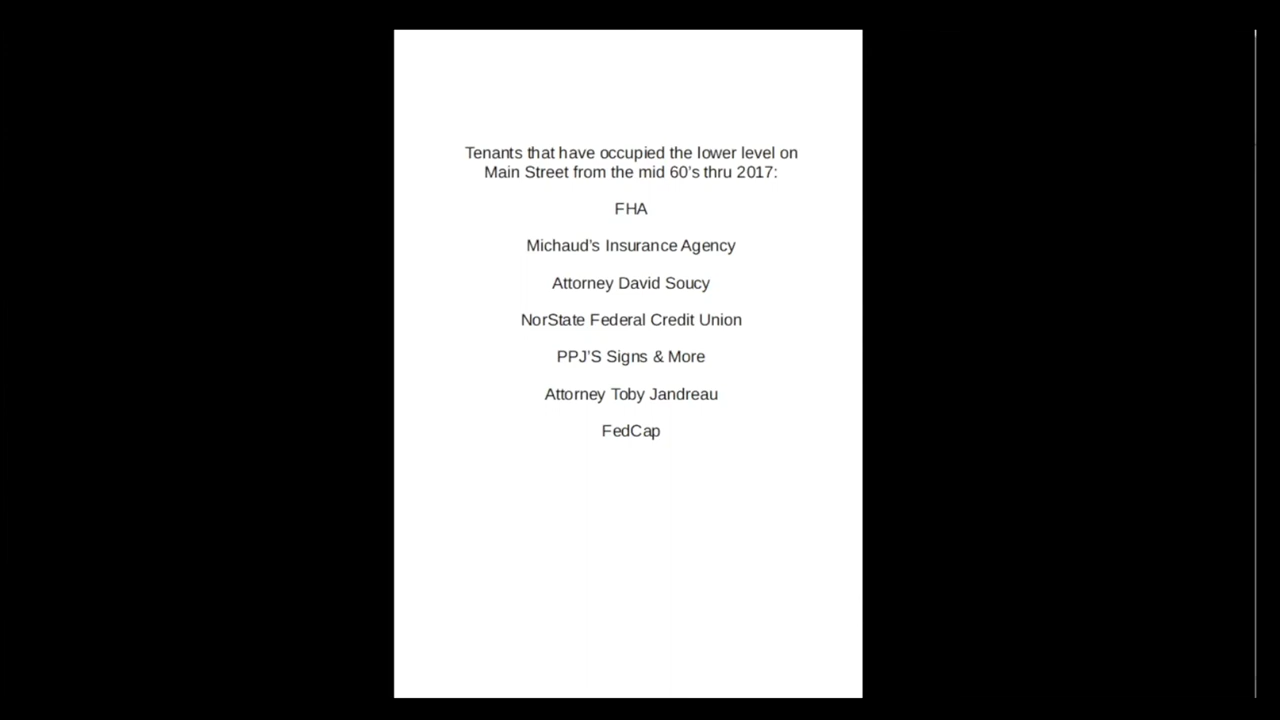 Tenants that have occupied the lower level on
Main Street from the mid 60’s thru 2017:
FHA
Michaud’s Insurance Agency
Attorney David Soucy
NorState Federal Credit Union
PPJ’S Signs & More
Attorney Toby Jandreau
FedCap